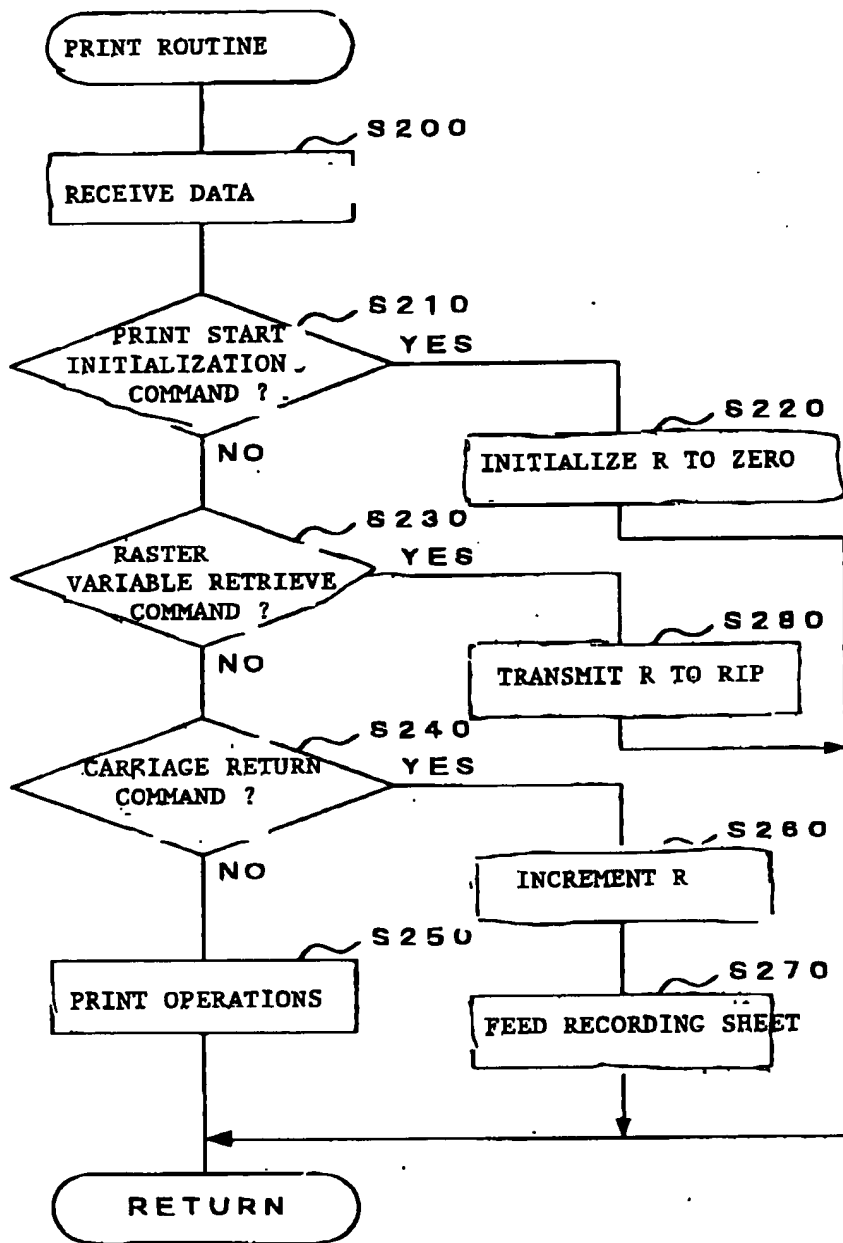 PRINT ROUTINE
S200
RECEIVE DATA
S210
PRINT START
INITIALIZATION
COMMAND ?
YES
NO
S220
INITIALIZE R TO ZERO
S230
RASTER
VARIABLE RETRIEVE
COMMAND ?
YES
NO
S280
TRANSMIT R TO RIP
S240
CARRIAGE RETURN
COMMAND ?
YES
NO
S260
INCREMENT R
S250
PRINT OPERATIONS
S270
FEED RECORDING SHEET
RETURN